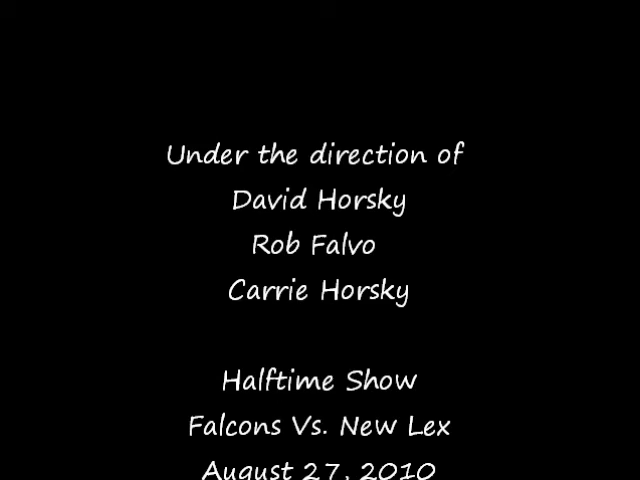 Under the direction of
David Horsky
Rob Falvo
Carrie Horsky
Halftime Show
Falcons Vs. New Lex
August 27, 2010